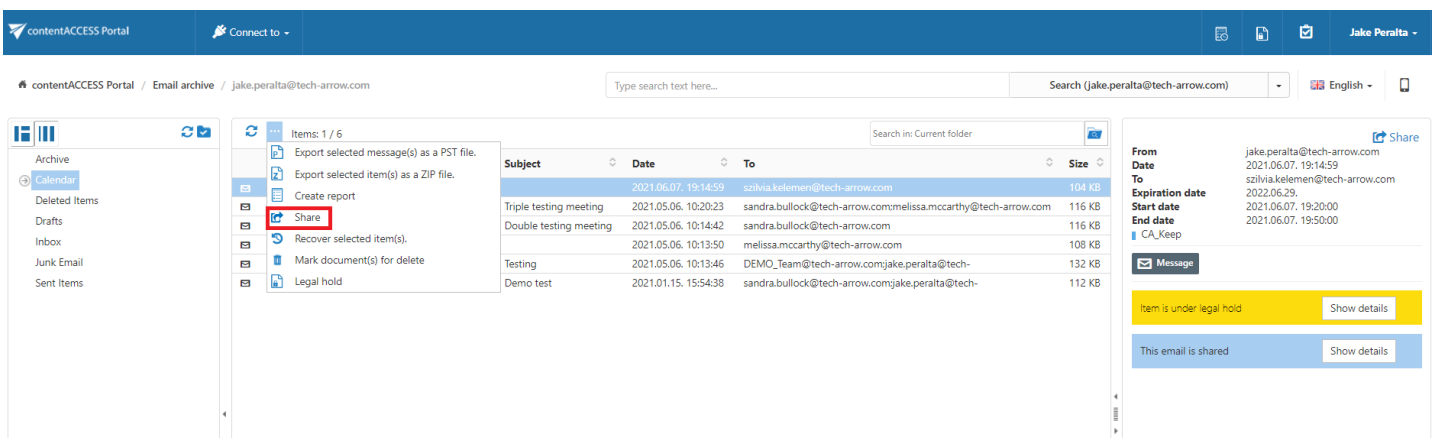 contentACCESS Portal
Connect to
Jake Peralta
contentACCESS Portal / Email archive / jake.peralta@tech-arrow.com
Type search text here...
Search (jake.peralta@tech-arrow.com)
English
Archive
Calendar
Deleted Items
Drafts
Inbox
Junk Email
Sent Items
Items: 1 / 6
Search in: Current folder
Export selected message(s) as a PST file.
Export selected item(s) as a ZIP file.
Create report
Share
Recover selected item(s).
Mark document(s) for delete
Legal hold
Subject Date To Size
2021.06.07. 19:14:59 szilvia.kelemen@tech-arrow.com 104 KB
Triple testing meeting 2021.05.06. 10:20:23 sandra.bullock@tech-arrow.com;melissa.mccarthy@tech-arrow.com 116 KB
Double testing meeting 2021.05.06. 10:14:42 sandra.bullock@tech-arrow.com 116 KB
2021.05.06. 10:13:50 melissa.mccarthy@tech-arrow.com 108 KB
Testing 2021.05.06. 10:13:46 DEMO_Team@tech-arrow.com;jake.peralta@tech- 132 KB
Demo test 2021.01.15. 15:54:38 sandra.bullock@tech-arrow.com;jake.peralta@tech- 112 KB
Share
From jake.peralta@tech-arrow.com
Date 2021.06.07. 19:14:59
To szilvia.kelemen@tech-arrow.com
Expiration date 2022.06.29.
Start date 2021.06.07. 19:20:00
End date 2021.06.07. 19:50:00
CA_Keep
Message
Item is under legal hold Show details
This email is shared Show details